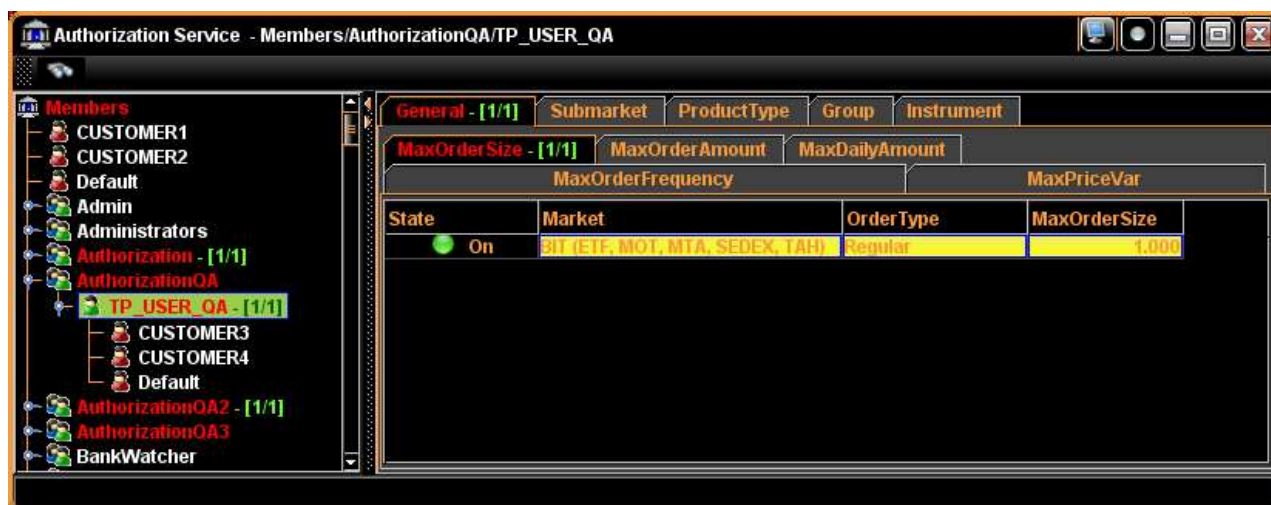 Authorization Service - Members/AuthorizationQA/TP_USER_QA
Members
CUSTOMER1
CUSTOMER2
Default
Admin
Administrators
Authorization - [1/1]
AuthorizationQA
TP_USER_QA - [1/1]
CUSTOMER3
CUSTOMER4
Default
AuthorizationQA2 - [1/1]
AuthorizationQA3
BankWatcher
General - [1/1] Submarket ProductType Group Instrument
MaxOrderSize - [1/1] MaxOrderAmount MaxDailyAmount
MaxOrderFrequency MaxPriceVar
State Market OrderType MaxOrderSize
On BIT (ETF, MOT, MTA, SEDEX, TAH) Regular 1.000